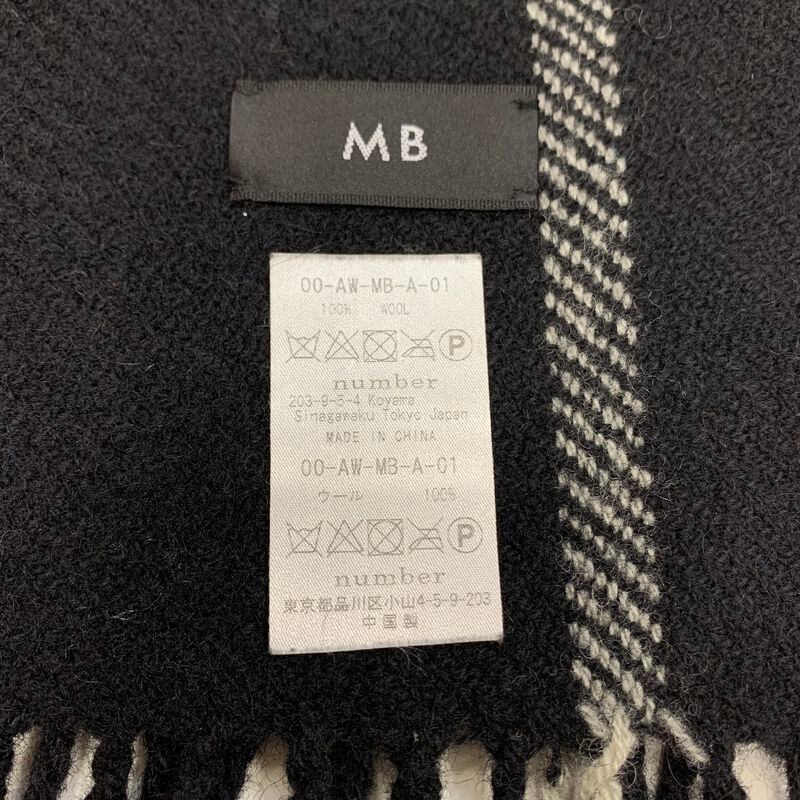 MB
00-AW-MB-A-01
100% WOOL
P
number
203-9-5-4 Koyama
Sinagawaku Tokyo Japan
MADE IN CHINA
00-AW-MB-A-01
ウール 100%
P
number
東京都品川区小山4-5-9-203
中国製